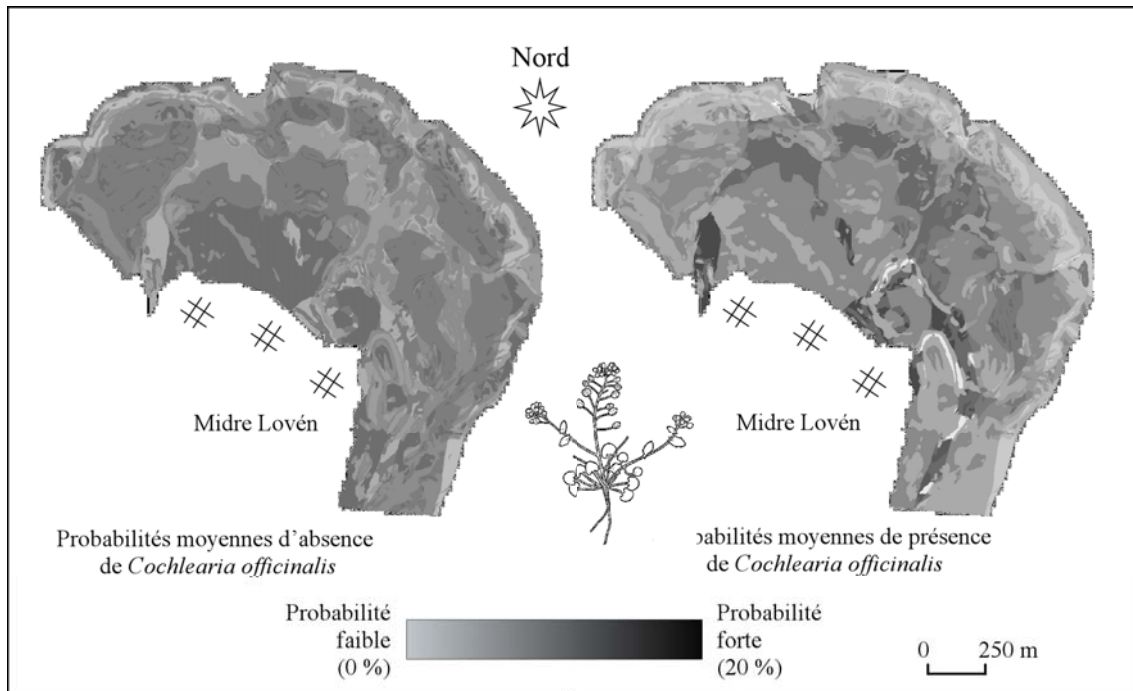 Nord
Midre Lovén
Midre Lovén
Probabilités moyennes d'absence
de Cochlearia officinalis
babilités moyennes de présence
de Cochlearia officinalis
Probabilité
faible
(0 %)
Probabilité
forte
(20 %)
0 250 m